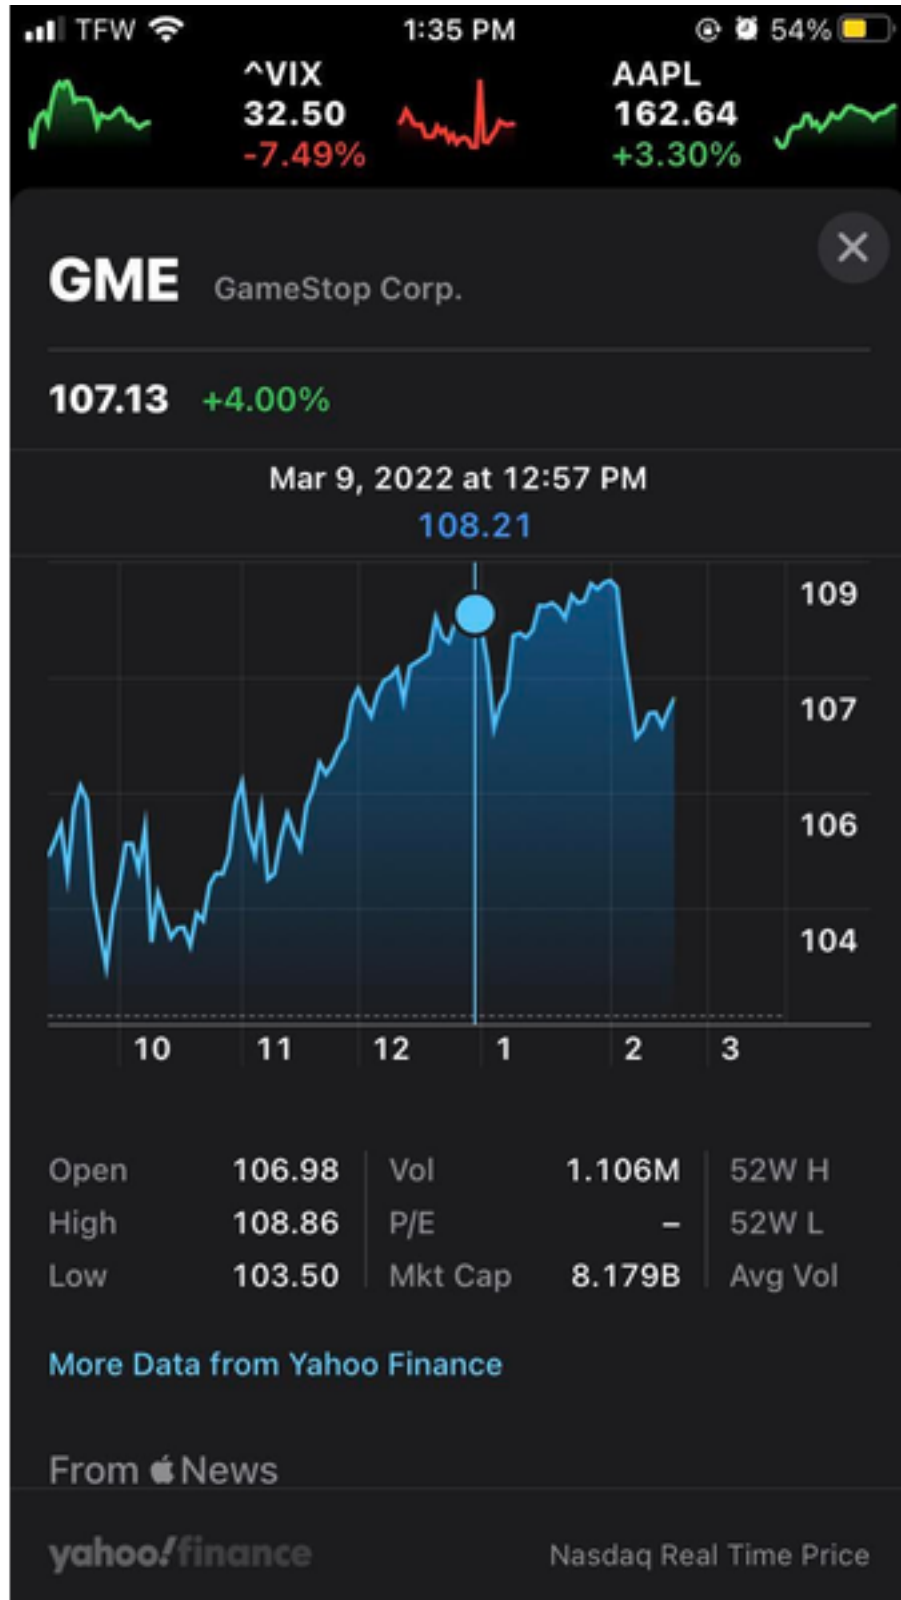 TFW 1:35 PM 54%
^VIX AAPL
32.50 162.64
-7.49% +3.30%
GME GameStop Corp.
107.13 +4.00%
Mar 9, 2022 at 12:57 PM
108.21
109
107
106
104
10 11 12 1 2 3
Open 106.98 Vol 1.106M 52W H
High 108.86 P/E – 52W L
Low 103.50 Mkt Cap 8.179B Avg Vol
More Data from Yahoo Finance
From News
yahoo!finance Nasdaq Real Time Price